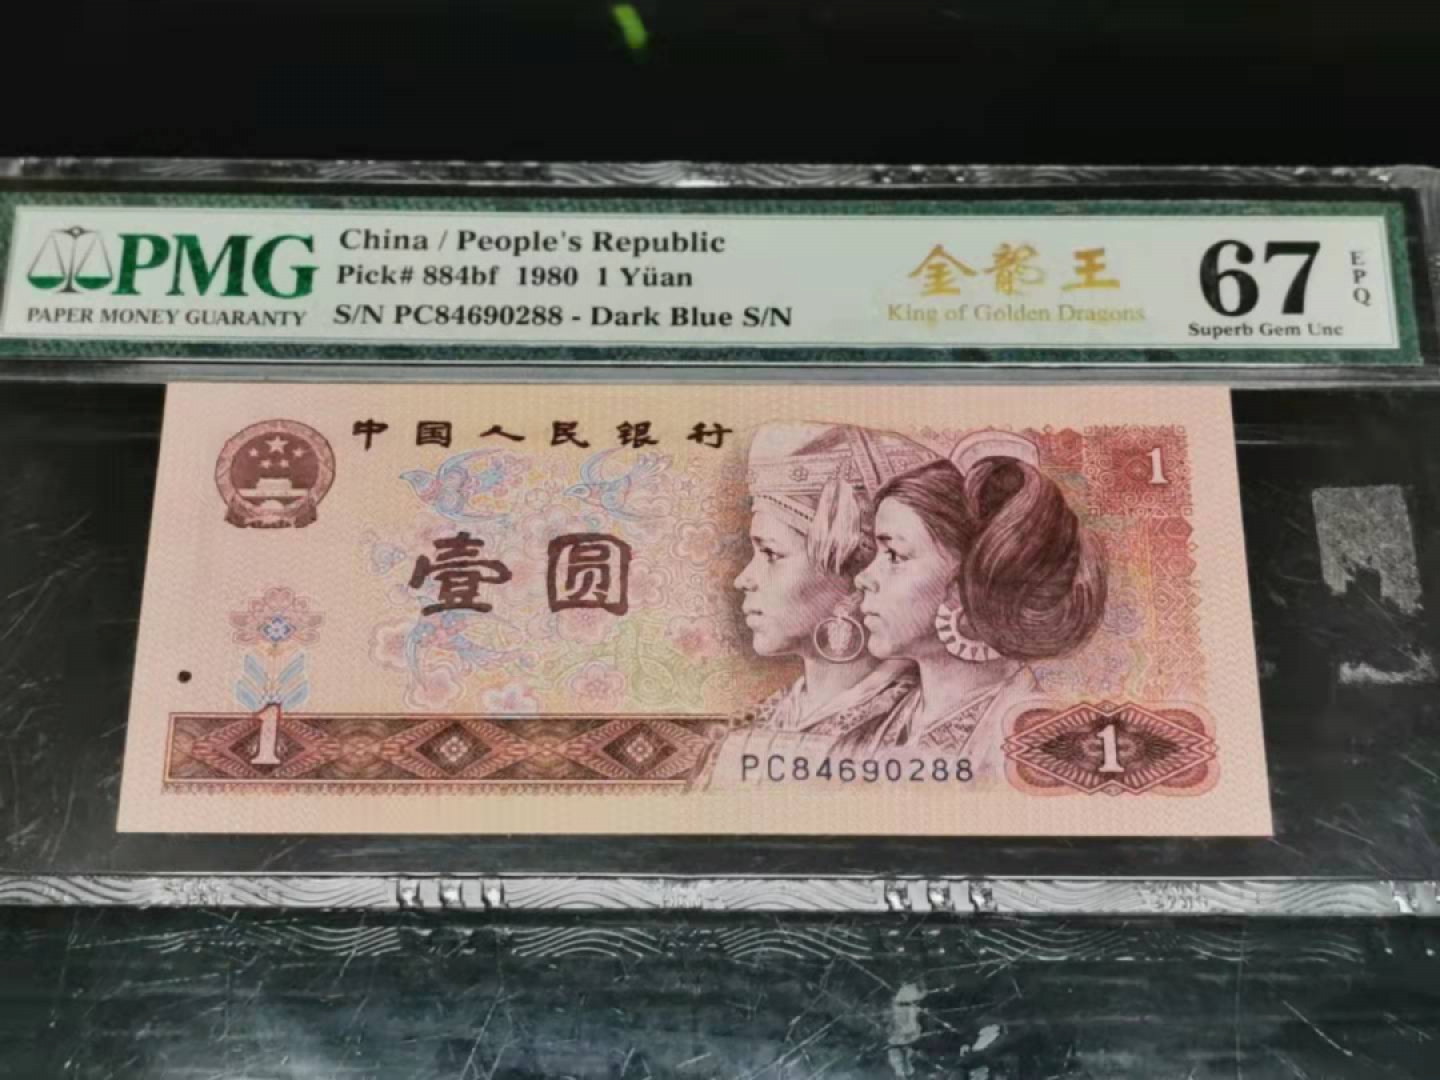 PMG
PAPER MONEY GUARANTY
China / People's Republic
Pick# 884bf 1980 1 Yüan
S/N PC84690288 - Dark Blue S/N
金龍王
King of Golden Dragons
67
EPQ
Superb Gem Unc
中国人民银行
1
壹圆
1
PC84690288
1